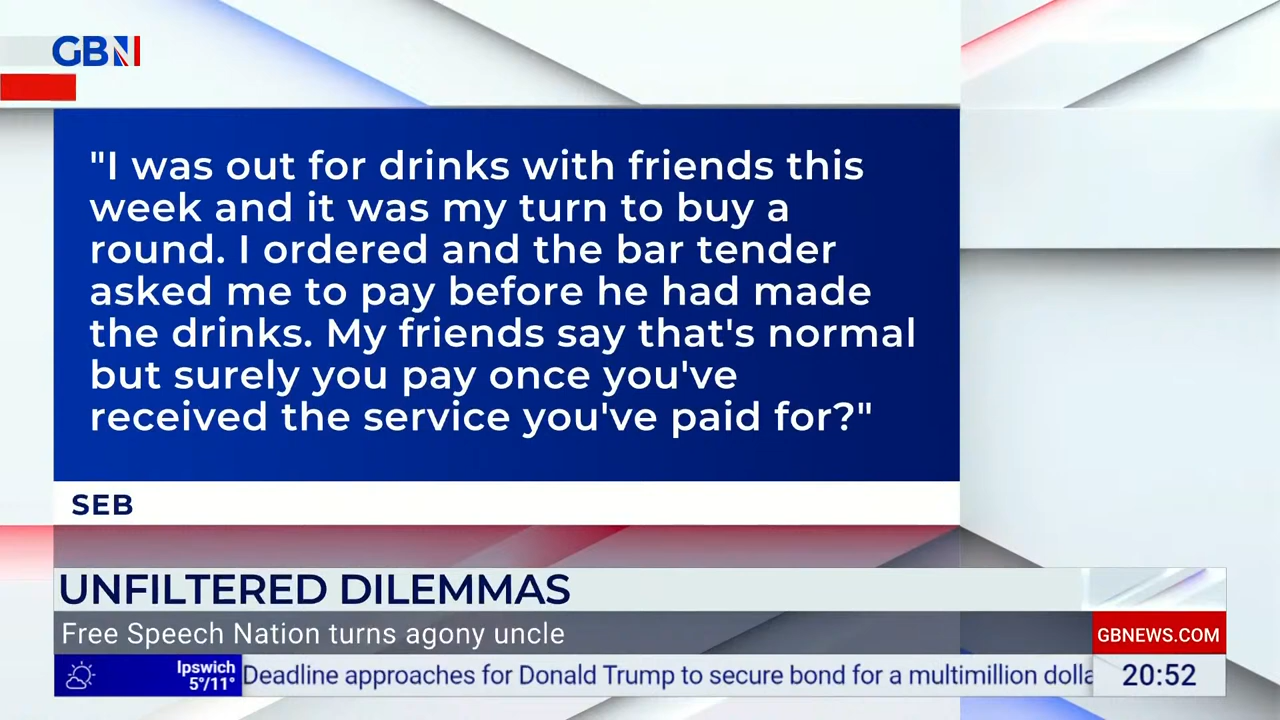 GBN
"I was out for drinks with friends this
week and it was my turn to buy a
round. I ordered and the bar tender
asked me to pay before he had made
the drinks. My friends say that's normal
but surely you pay once you've
received the service you've paid for?"
SEB
UNFILTERED DILEMMAS
Free Speech Nation turns agony uncle
GBNEWS.COM
Ipswich
5°/11°
Deadline approaches for Donald Trump to secure bond for a multimillion dolla
20:52